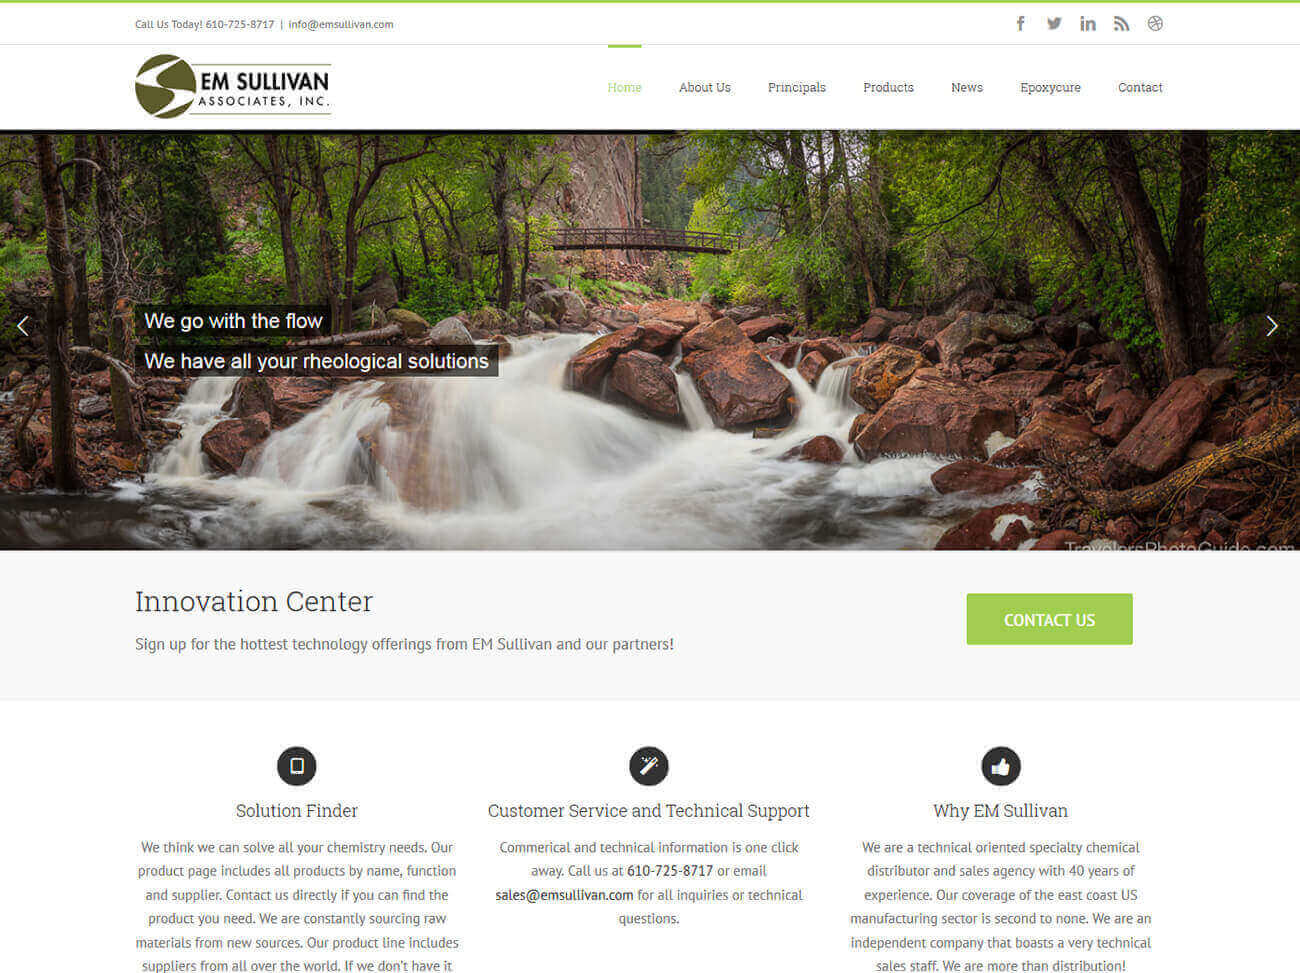 Call Us Today! 610-725-8717 | info@emsullivan.com
EM SULLIVAN
ASSOCIATES, INC.
Home About Us Principals Products News Epoxycure Contact
We go with the flow
We have all your rheological solutions
TravelersPhotoGuide.com
Innovation Center
Sign up for the hottest technology offerings from EM Sullivan and our partners!
CONTACT US
Solution Finder
We think we can solve all your chemistry needs. Our
product page includes all products by name, function
and supplier. Contact us directly if you can find the
product you need. We are constantly sourcing raw
materials from new sources. Our product line includes
suppliers from all over the world. If we don't have it
Customer Service and Technical Support
Commerical and technical information is one click
away. Call us at 610-725-8717 or email
sales@emsullivan.com for all inquiries or technical
questions.
Why EM Sullivan
We are a technical oriented specialty chemical
distributor and sales agency with 40 years of
experience. Our coverage of the east coast US
manufacturing sector is second to none. We are an
independent company that boasts a very technical
sales staff. We are more than distribution!